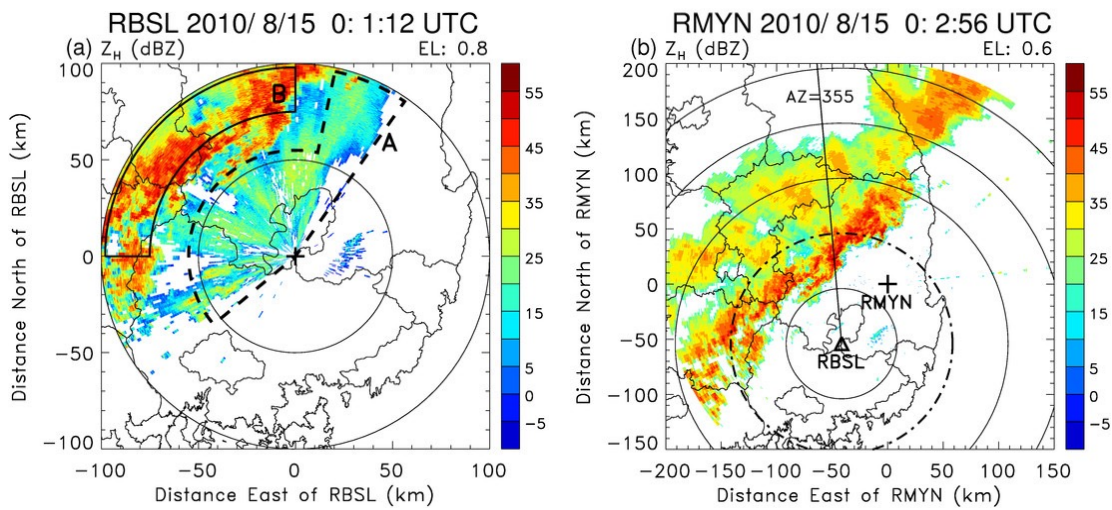 RBSL 2010/ 8/15 0: 1:12 UTC
(a) Z_H (dBZ) EL: 0.8
100
50
0
−50
−100
Distance North of RBSL (km)
−100 −50 0 50 100
Distance East of RBSL (km)
B
A
55
45
35
25
15
5
−5
RMYN 2010/ 8/15 0: 2:56 UTC
(b) Z_H (dBZ) EL: 0.6
200
150
100
50
0
−50
−100
−150
Distance North of RMYN (km)
−200 −150 −100 −50 0 50 100 150
Distance East of RMYN (km)
AZ=355
RMYN
RBSL
55
45
35
25
15
5
−5